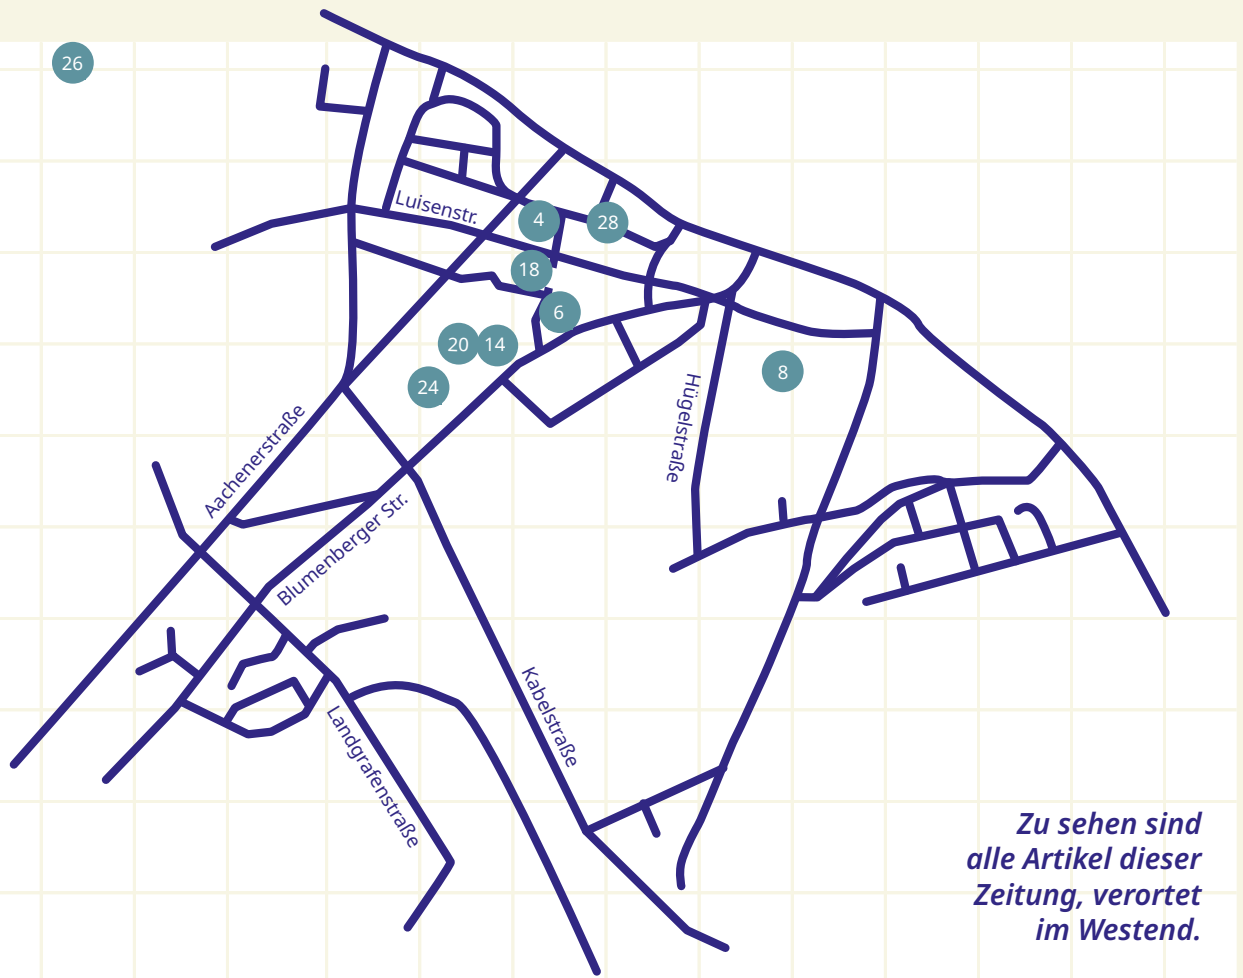 26
Luisenstr.
4
28
18
6
20
14
8
24
Hügelstraße
Aachenerstraße
Blumenberger Str.
Kabelstraße
Landgrafenstraße
Zu sehen sind
alle Artikel dieser
Zeitung, verortet
im Westend.